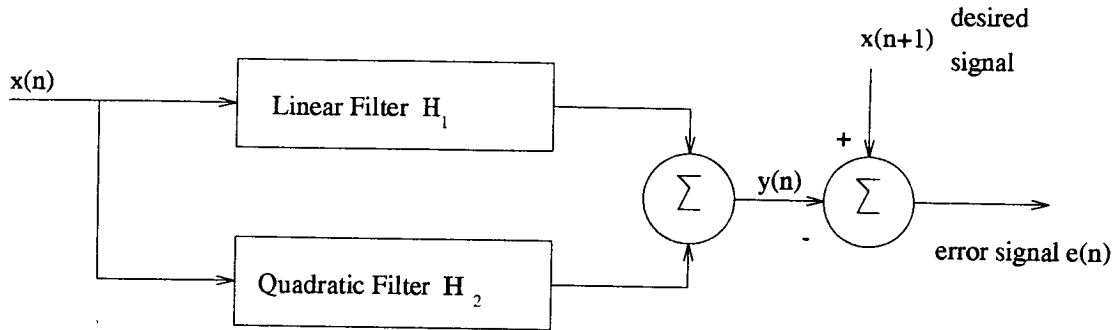 desired
x(n+1)
signal
x(n)
Linear Filter H₁
+
Σ
y(n)
Σ
-
error signal e(n)
Quadratic Filter H₂